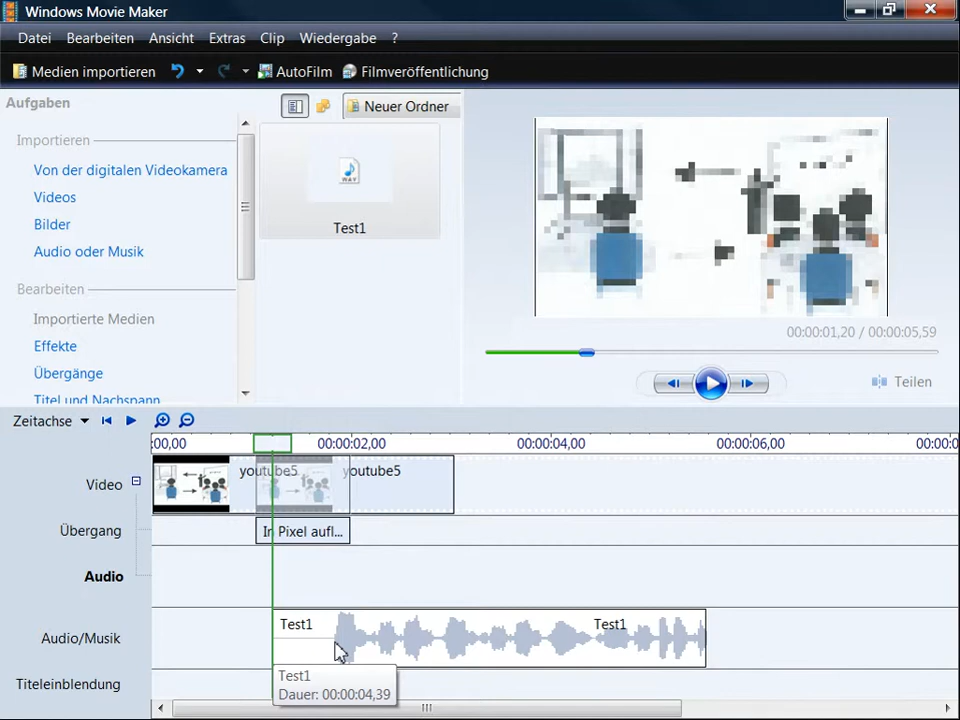 Windows Movie Maker
Datei Bearbeiten Ansicht Extras Clip Wiedergabe ?
Medien importieren AutoFilm Filmveröffentlichung
Aufgaben
Neuer Ordner
Importieren
Von der digitalen Videokamera
Videos
Bilder
Audio oder Musik
Bearbeiten
Importierte Medien
Effekte
Übergänge
Titel und Nachspann
WAV
Test1
00:00:01,20 / 00:00:05,59
Teilen
Zeitachse
:00,00 00:00:02,00 00:00:04,00 00:00:06,00 00:00:0
Video
youtube5 youtube5
Übergang
In Pixel aufl...
Audio
Audio/Musik
Test1 Test1
Test1
Dauer: 00:00:04,39
Titeleinblendung